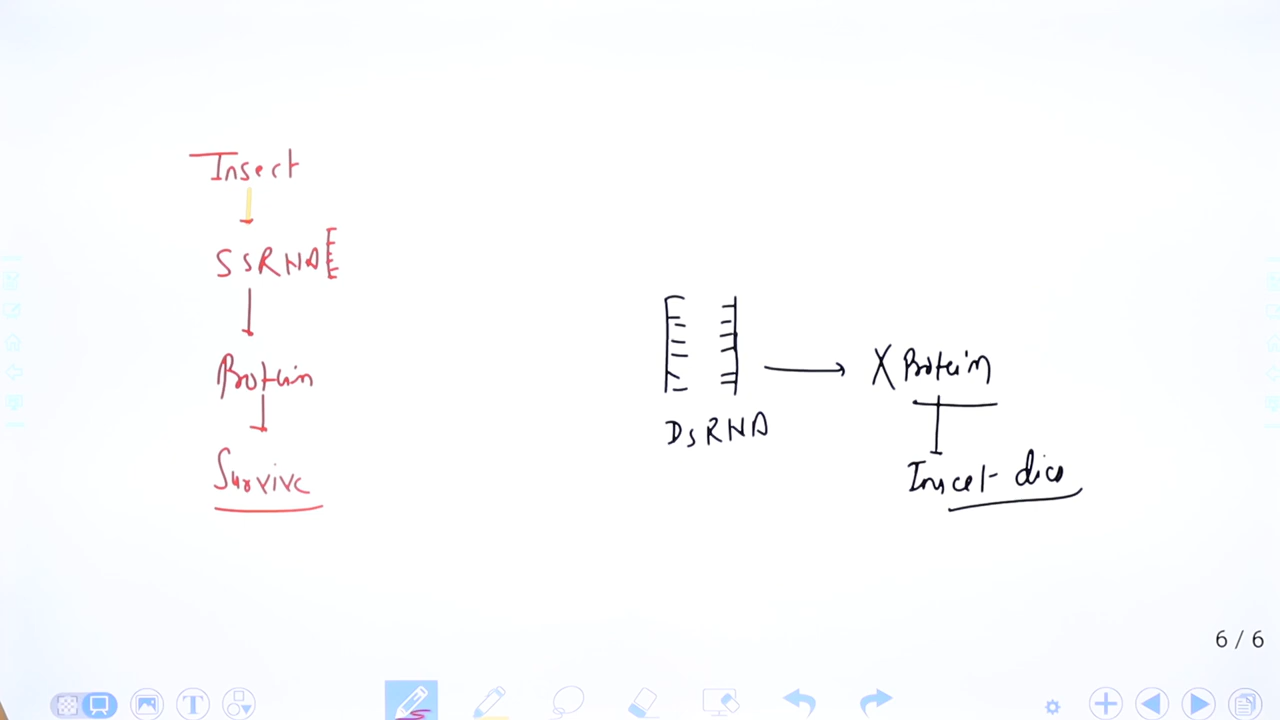 Insect
SsRNA
Protein
Survive
DsRNA
X Protein
Insect dies
6 / 6
T